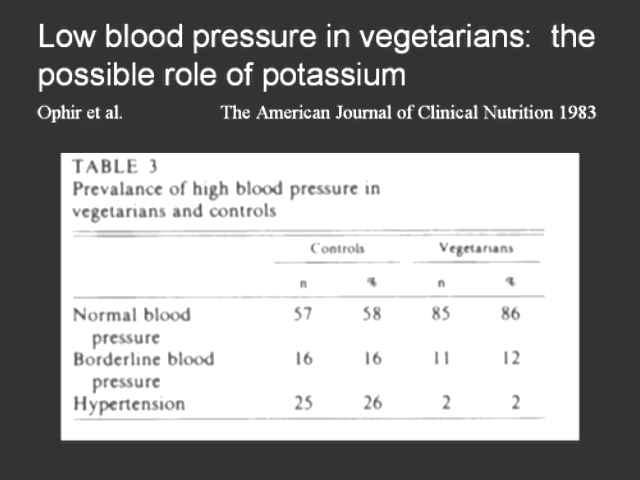 Low blood pressure in vegetarians: the
possible role of potassium
Ophir et al. The American Journal of Clinical Nutrition 1983
TABLE 3
Prevalance of high blood pressure in
vegetarians and controls
Controls Vegetarians
n % n %
Normal blood 57 58 85 86
pressure
Borderline blood 16 16 11 12
pressure
Hypertension 25 26 2 2